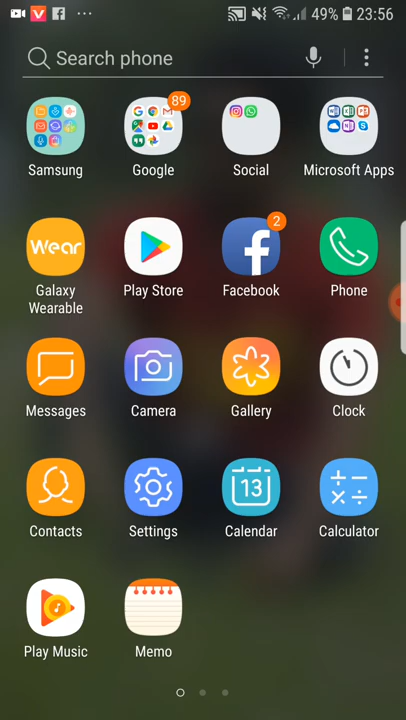 49% 23:56
Search phone
89
Samsung Google Social Microsoft Apps
Wear 2
Galaxy Wearable Play Store Facebook Phone
Messages Camera Gallery Clock
13
Contacts Settings Calendar Calculator
Play Music Memo